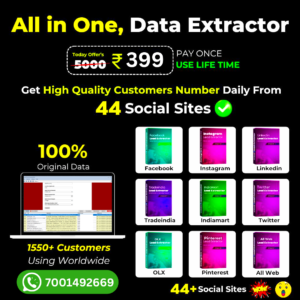 All in One, Data Extractor
Today Offer's
5000
₹ 399
PAY ONCE
USE LIFE TIME
Get High Quality Customers Number Daily From
44 Social Sites
100%
Original Data
1550+ Customers
Using Worldwide
7001492669
Facebook
Instagram
Linkedin
Tradeindia
Indiamart
Twitter
OLX
Pinterest
All Web
44+ Social Sites